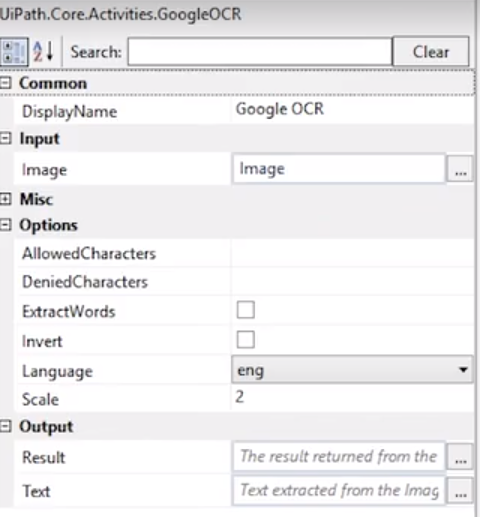 UiPath.Core.Activities.GoogleOCR
Search: Clear
Common
DisplayName Google OCR
Input
Image Image ...
Misc
Options
AllowedCharacters
DeniedCharacters
ExtractWords
Invert
Language eng
Scale 2
Output
Result The result returned from the ...
Text Text extracted from the Imag ...